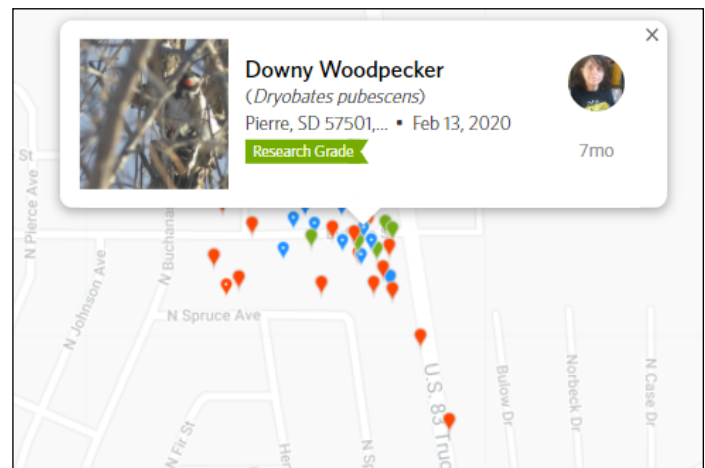 Downy Woodpecker
(Dryobates pubescens)
Pierre, SD 57501,... • Feb 13, 2020
Research Grade
7mo
St
N Pierce Ave
N Buchanan
N Johnson Ave
N Spruce Ave
U.S. 83 Truc
Bulow Dr
Norbeck Dr
N Case Dr
N Fir St
Her
N S